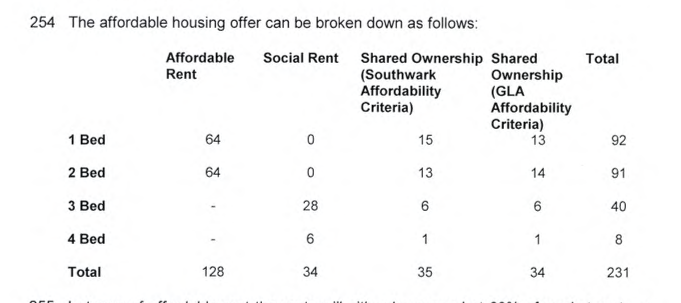 254 The affordable housing offer can be broken down as follows:
Affordable Rent Social Rent Shared Ownership (Southwark Affordability Criteria) Shared Ownership (GLA Affordability Criteria) Total
1 Bed 64 0 15 13 92
2 Bed 64 0 13 14 91
3 Bed - 28 6 6 40
4 Bed - 6 1 1 8
Total 128 34 35 34 231